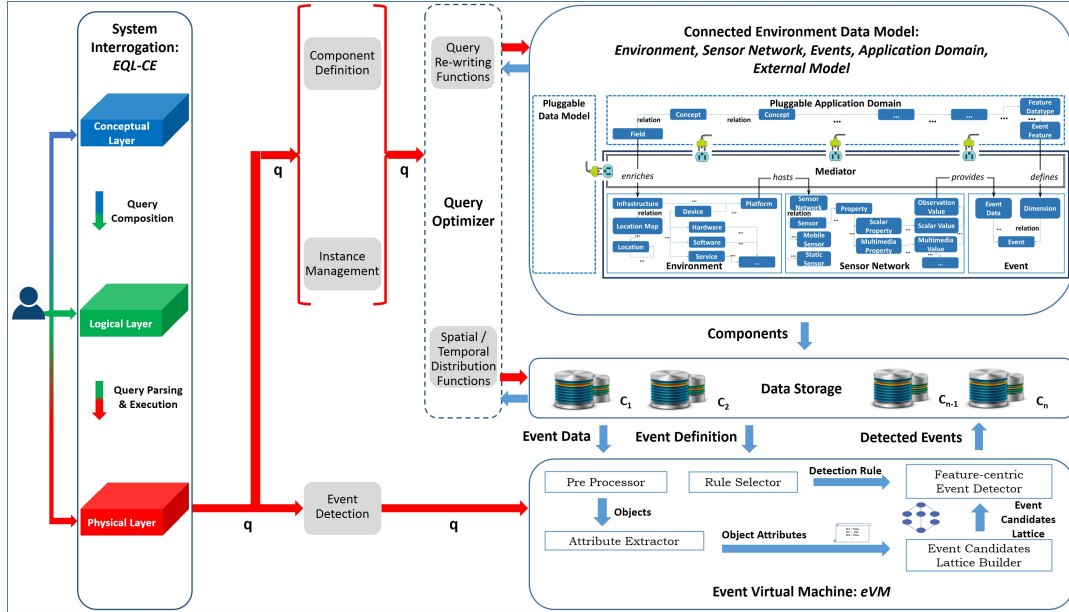 System
Interrogation:
EQL-CE
Conceptual
Layer
Query
Composition
Logical Layer
Query Parsing
& Execution
Physical Layer
q
q
q
q
Component
Definition
Instance
Management
Event
Detection
Query
Re-writing
Functions
Query
Optimizer
Spatial /
Temporal
Distribution
Functions
Connected Environment Data Model:
Environment, Sensor Network, Events, Application Domain,
External Model
Pluggable
Data Model
Pluggable Application Domain
Field
relation
Concept
relation
Concept
...
...
...
...
...
Feature
Datatype
Event
Feature
Mediator
enriches
hosts
provides
defines
Infrastructure
relation
Location Map
...
Location
...
Device
...
Platform
Hardware
...
Software
...
Service
...
...
Environment
Sensor
Network
relation
Sensor
...
Mobile
Sensor
...
Static
Sensor
Property
...
Scalar
Property
Multimedia
Property
...
Observation
Value
...
Scalar Value
Multimedia
Value
...
...
Sensor Network
Event
Data
Dimension
relation
...
Event
Event
Components
Data Storage
C1
C2
Cn-1
Cn
Event Data
Event Definition
Detected Events
Pre Processor
Rule Selector
Detection Rule
Feature-centric
Event Detector
Objects
Event
Candidates
Lattice
Attribute Extractor
Object Attributes
Event Candidates
Lattice Builder
Event Virtual Machine: eVM